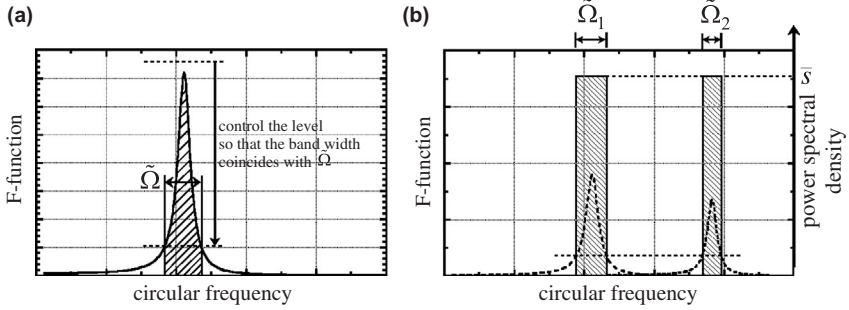 (a)
F-function
control the level
so that the band width
coincides with Ω̃
Ω̃
circular frequency
(b)
Ω̃₁
Ω̃₂
s̄
F-function
power spectral
density
circular frequency